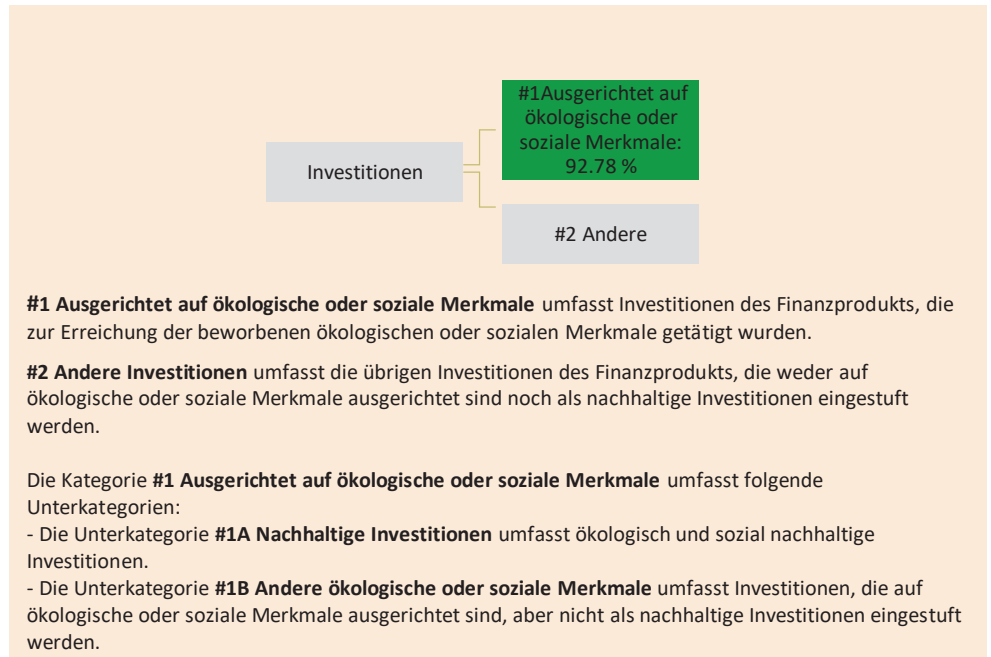 #1Ausgerichtet auf
ökologische oder
soziale Merkmale:
92.78 %
Investitionen
#2 Andere
#1 Ausgerichtet auf ökologische oder soziale Merkmale umfasst Investitionen des Finanzprodukts, die
zur Erreichung der beworbenen ökologischen oder sozialen Merkmale getätigt wurden.
#2 Andere Investitionen umfasst die übrigen Investitionen des Finanzprodukts, die weder auf
ökologische oder soziale Merkmale ausgerichtet sind noch als nachhaltige Investitionen eingestuft
werden.
Die Kategorie #1 Ausgerichtet auf ökologische oder soziale Merkmale umfasst folgende
Unterkategorien:
- Die Unterkategorie #1A Nachhaltige Investitionen umfasst ökologisch und sozial nachhaltige
Investitionen.
- Die Unterkategorie #1B Andere ökologische oder soziale Merkmale umfasst Investitionen, die auf
ökologische oder soziale Merkmale ausgerichtet sind, aber nicht als nachhaltige Investitionen eingestuft
werden.